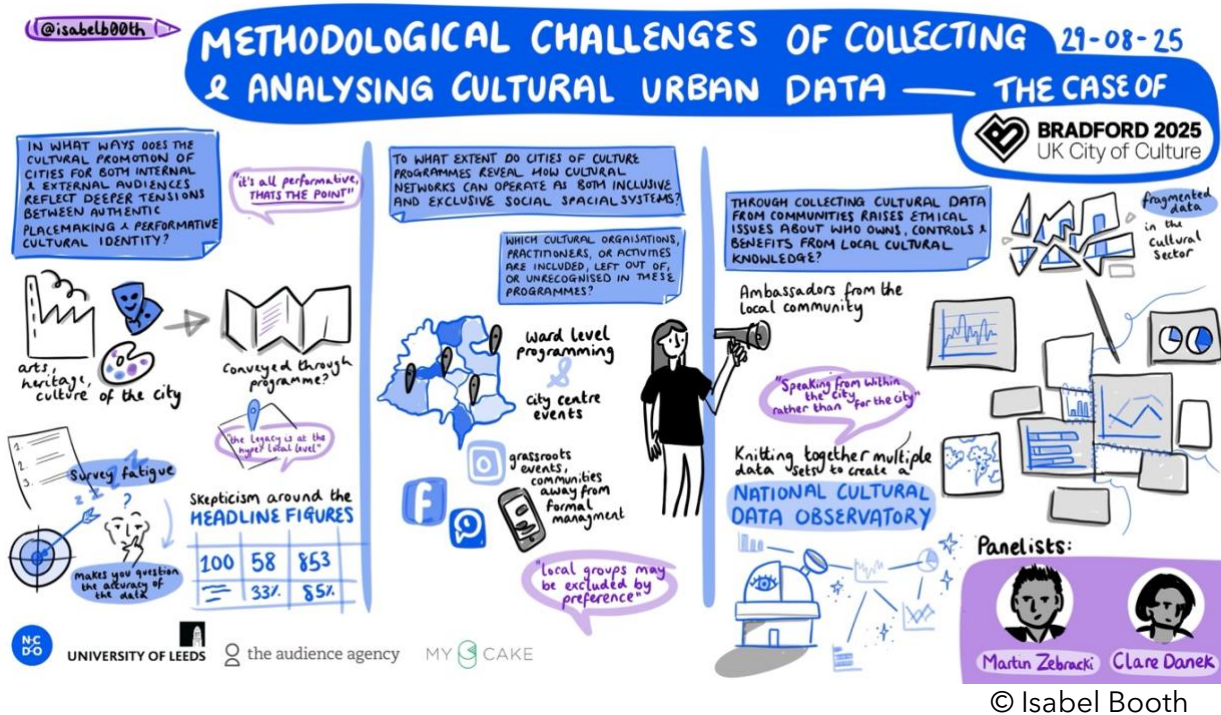 @isabelb00th
METHODOLOGICAL CHALLENGES OF COLLECTING
& ANALYSING CULTURAL URBAN DATA — THE CASE OF
29-08-25
BRADFORD 2025
UK City of Culture
IN WHAT WAYS DOES THE
CULTURAL PROMOTION OF
CITIES FOR BOTH INTERNAL
& EXTERNAL AUDIENCES
REFLECT DEEPER TENSIONS
BETWEEN AUTHENTIC
PLACEMAKING & PERFORMATIVE
CULTURAL IDENTITY?
"it's all performative,
THATS THE POINT"
arts,
heritage,
culture
of the city
Conveyed through
programme?
"the Legacy is at the
hyper local level"
1.
2.
3.
Survey fatigue
z z z
?
makes you question
the accuracy of
the data
Skepticism around the
HEADLINE FIGURES
100 58 853
33% 85%
TO WHAT EXTENT DO CITIES OF CULTURE
PROGRAMMES REVEAL HOW CULTURAL
NETWORKS CAN OPERATE AS BOTH INCLUSIVE
AND EXCLUSIVE SOCIAL SPACIAL SYSTEMS?
WHICH CULTURAL ORGAISATIONS,
PRACTITIONERS, OR ACTIVITIES
ARE INCLUDED, LEFT OUT OF,
OR UNRECOGNISED IN THESE
PROGRAMMES?
Ward level
programming
&
city centre
events
grassroots
events,
communities
away from
formal
managment
f
"local groups may
be excluded by
preference"
THROUGH COLLECTING CULTURAL DATA
FROM COMMUNITIES RAISES ETHICAL
ISSUES ABOUT WHO OWNS, CONTROLS &
BENEFITS FROM LOCAL CULTURAL
KNOWLEDGE?
fragmented
data
in the
Cultural
Sector
Ambassadors from the
local community
"Speaking from within
the city
rather than "for the city"
Knitting together multiple
data sets to create a
NATIONAL CULTURAL
DATA OBSERVATORY
Panelists:
Martin Zebracki
Clare Danek
N·C
D·O
UNIVERSITY OF LEEDS
the audience agency
MY CAKE
© Isabel Booth